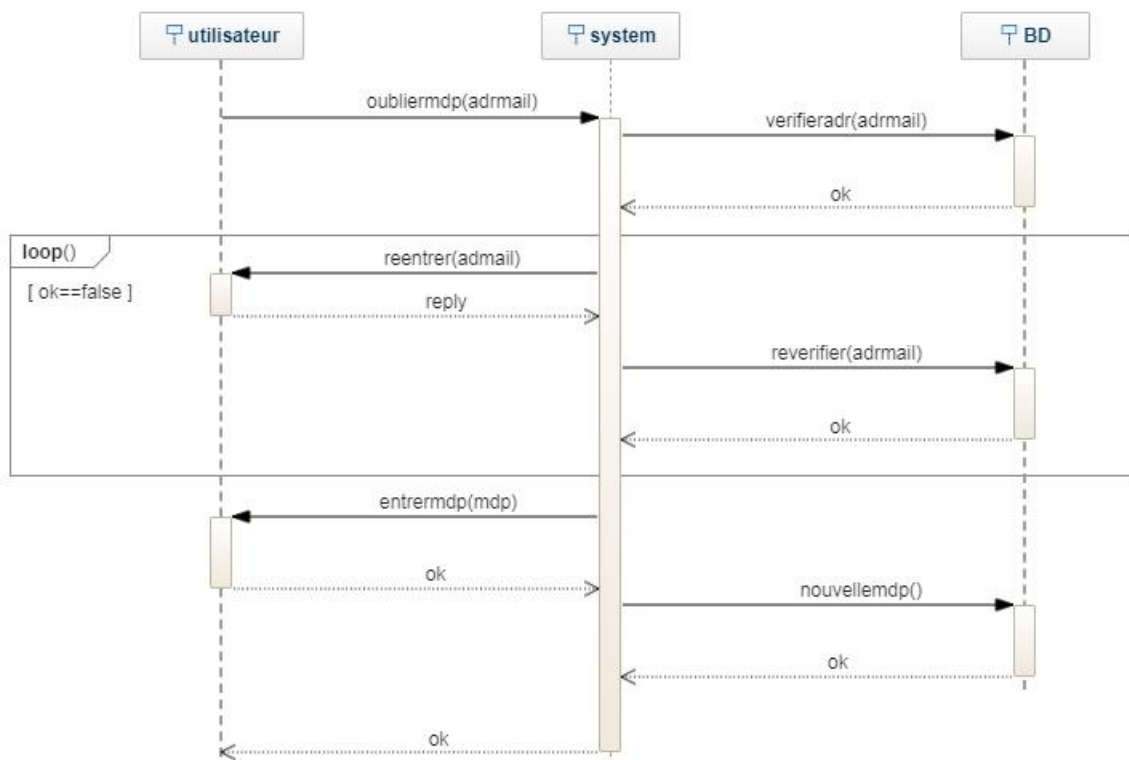 utilisateur
system
BD
oubliermdp(adrmail)
verifieradr(adrmail)
ok
loop()
reentrer(admail)
[ ok==false ]
reply
reverifier(adrmail)
ok
entrermdp(mdp)
ok
nouvellemdp()
ok
ok